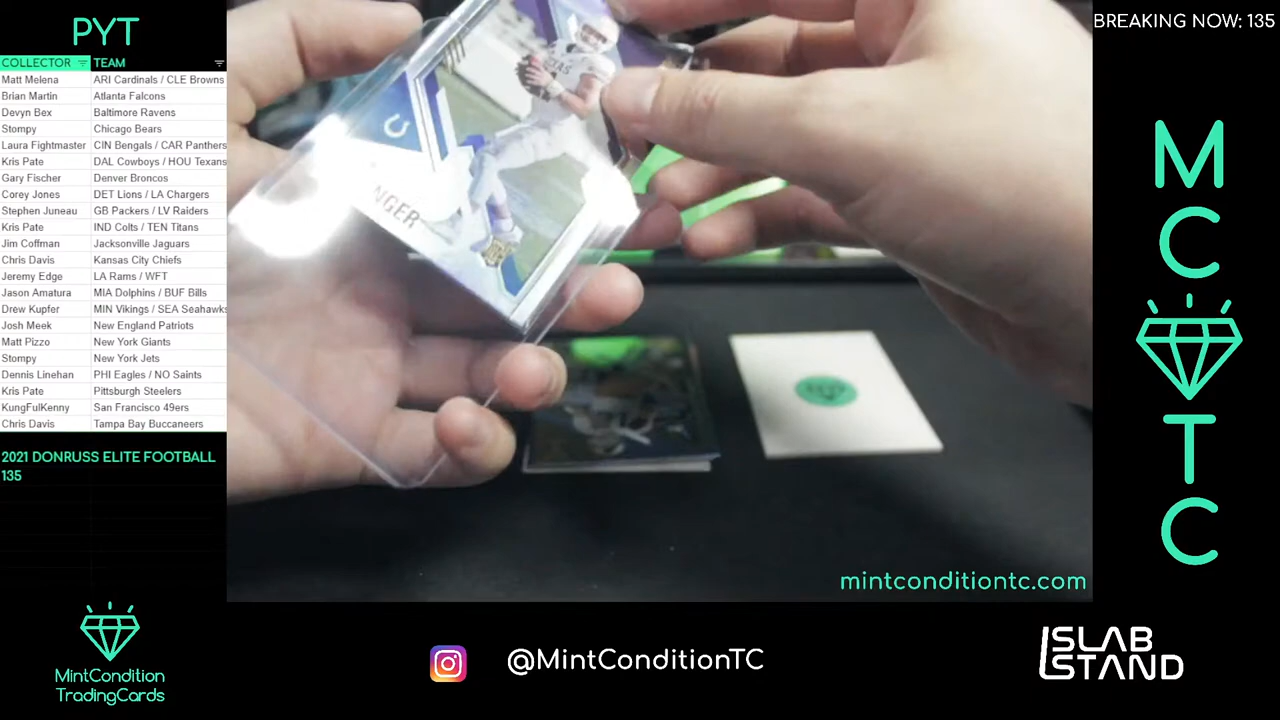 PYT
BREAKING NOW: 135
COLLECTOR TEAM
Matt Melena ARI Cardinals / CLE Browns
Brian Martin Atlanta Falcons
Devyn Bex Baltimore Ravens
Stompy Chicago Bears
Laura Fightmaster CIN Bengals / CAR Panthers
Kris Pate DAL Cowboys / HOU Texans
Gary Fischer Denver Broncos
Corey Jones DET Lions / LA Chargers
Stephen Juneau GB Packers / LV Raiders
Kris Pate IND Colts / TEN Titans
Jim Coffman Jacksonville Jaguars
Chris Davis Kansas City Chiefs
Jeremy Edge LA Rams / WFT
Jason Amatura MIA Dolphins / BUF Bills
Drew Kupfer MIN Vikings / SEA Seahawks
Josh Meek New England Patriots
Matt Pizzo New York Giants
Stompy New York Jets
Dennis Linehan PHI Eagles / NO Saints
Kris Pate Pittsburgh Steelers
KungFulKenny San Francisco 49ers
Chris Davis Tampa Bay Buccaneers
2021 DONRUSS ELITE FOOTBALL
135
NGER
M
C
T
C
mintconditiontc.com
MintCondition
TradingCards
@MintConditionTC
SLAB
STAND